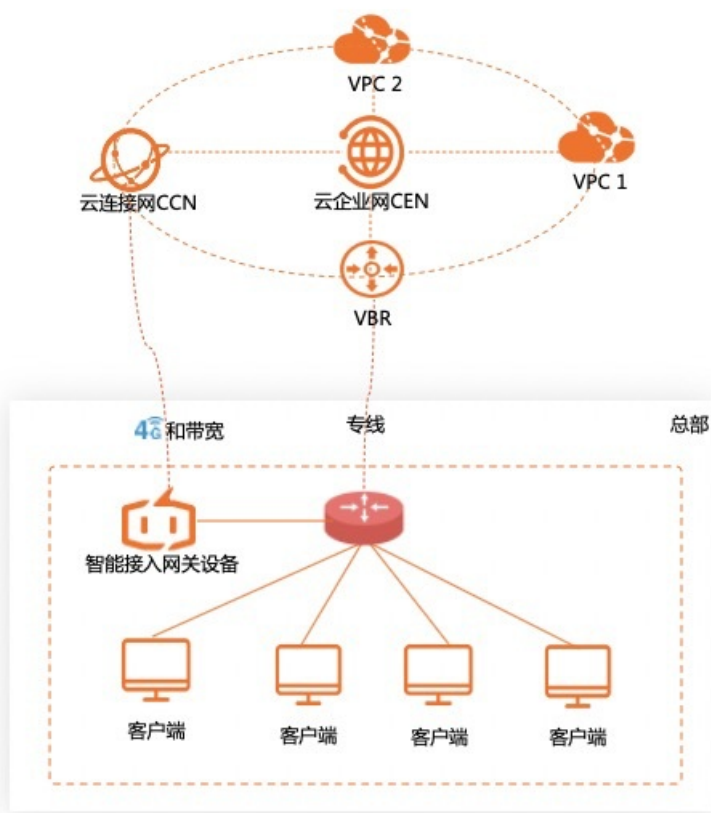 VPC 2
VPC 1
云连接网CCN
云企业网CEN
VBR
4G和带宽
专线
总部
智能接入网关设备
客户端
客户端
客户端
客户端